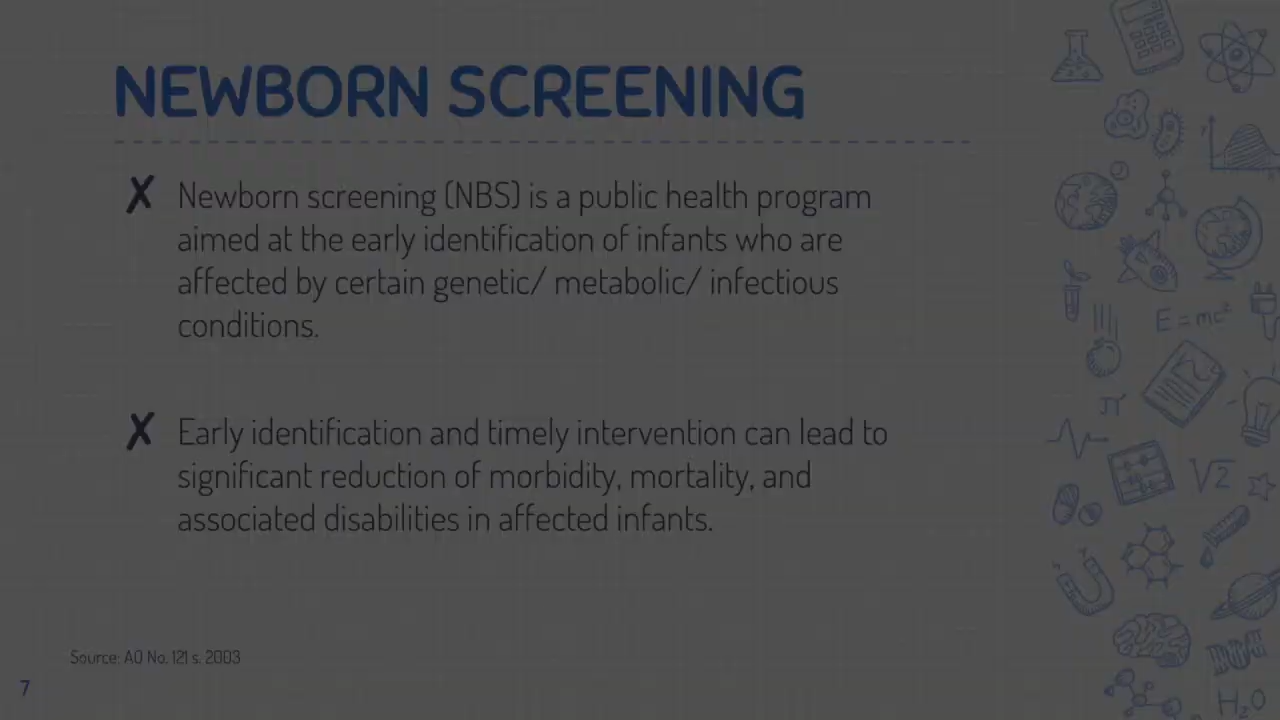 NEWBORN SCREENING
✗ Newborn screening (NBS) is a public health program
aimed at the early identification of infants who are
affected by certain genetic/ metabolic/ infectious
conditions.
✗ Early identification and timely intervention can lead to
significant reduction of morbidity, mortality, and
associated disabilities in affected infants.
Source: AO No. 121 s. 2003
7
y
x
E = mc²
π
√2
H₂O